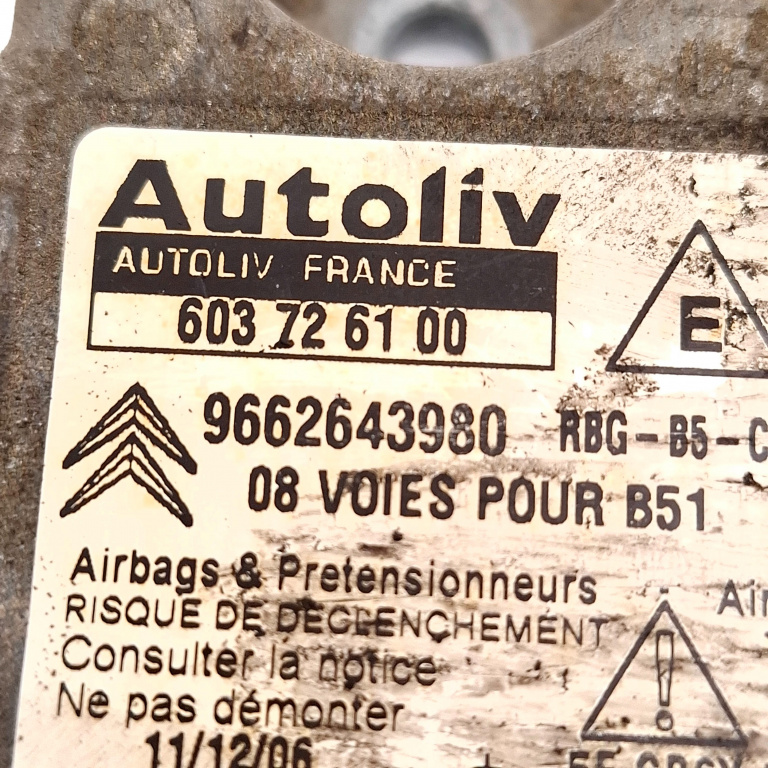 Autoliv
AUTOLIV FRANCE
603 72 61 00
E
9662643980 RBG-B5-C
08 VOIES POUR B51
Airbags & Pretensionneurs
RISQUE DE DECLENCHEMENT
Consulter la notice
Ne pas démonter
11/12/06